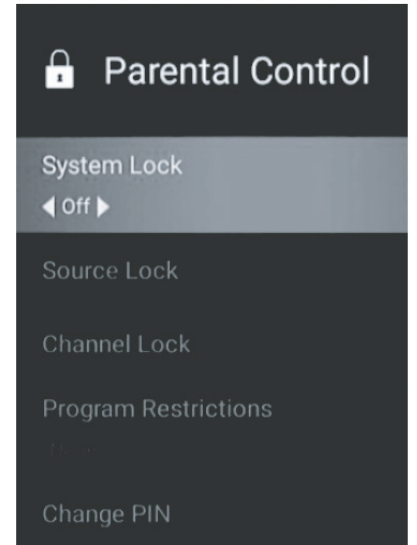 Parental Control
System Lock
Off
Source Lock
Channel Lock
Program Restrictions
Change PIN